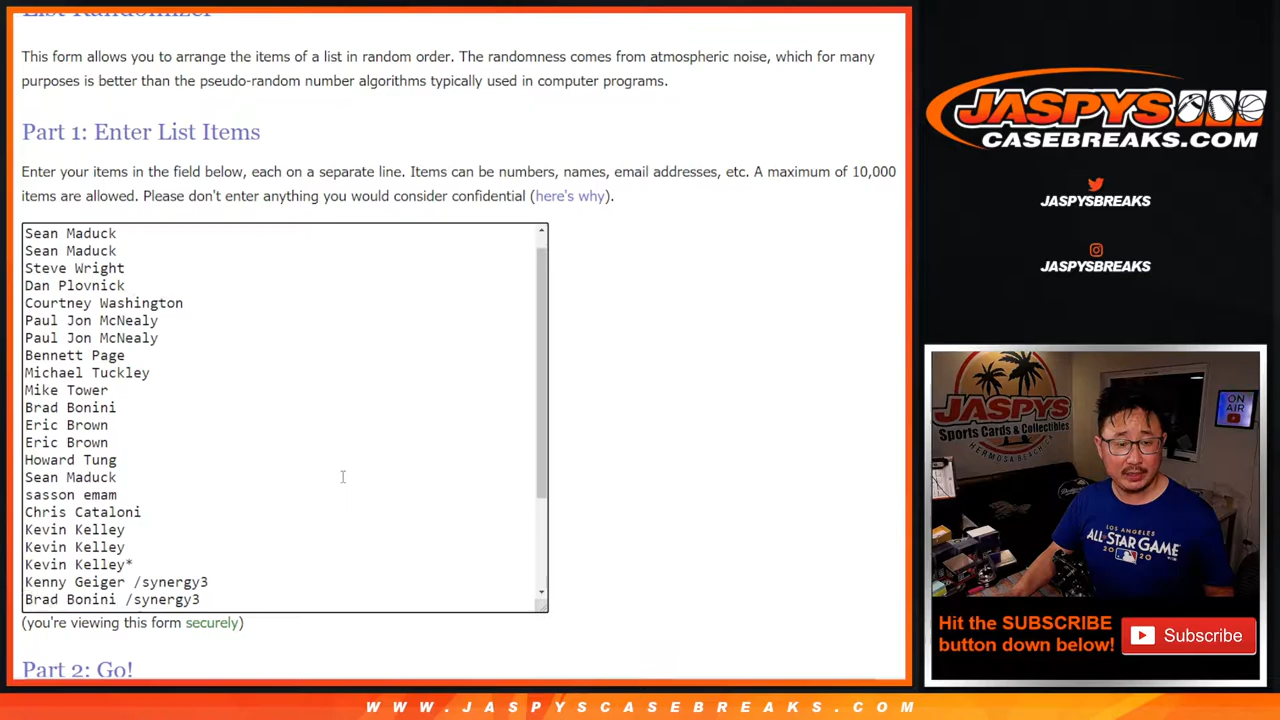 List Randomizer
This form allows you to arrange the items of a list in random order. The randomness comes from atmospheric noise, which for many
purposes is better than the pseudo-random number algorithms typically used in computer programs.
Part 1: Enter List Items
Enter your items in the field below, each on a separate line. Items can be numbers, names, email addresses, etc. A maximum of 10,000
items are allowed. Please don't enter anything you would consider confidential (here's why).
Sean Maduck
Sean Maduck
Steve Wright
Dan Plovnick
Courtney Washington
Paul Jon McNealy
Paul Jon McNealy
Bennett Page
Michael Tuckley
Mike Tower
Brad Bonini
Eric Brown
Eric Brown
Howard Tung
Sean Maduck
sasson emam
Chris Cataloni
Kevin Kelley
Kevin Kelley
Kevin Kelley*
Kenny Geiger /synergy3
Brad Bonini /synergy3
(you're viewing this form securely)
Part 2: Go!
JASPYS
CASEBREAKS.COM
JASPYSBREAKS
JASPYSBREAKS
JASPYS
Sports Cards & Collectibles
HERMOSA BEACH, CA
ON
AIR
LOS ANGELES
ALL-STAR GAME
2020
Hit the SUBSCRIBE
button down below!
Subscribe
WWW.JASPYSCASEBREAKS.COM